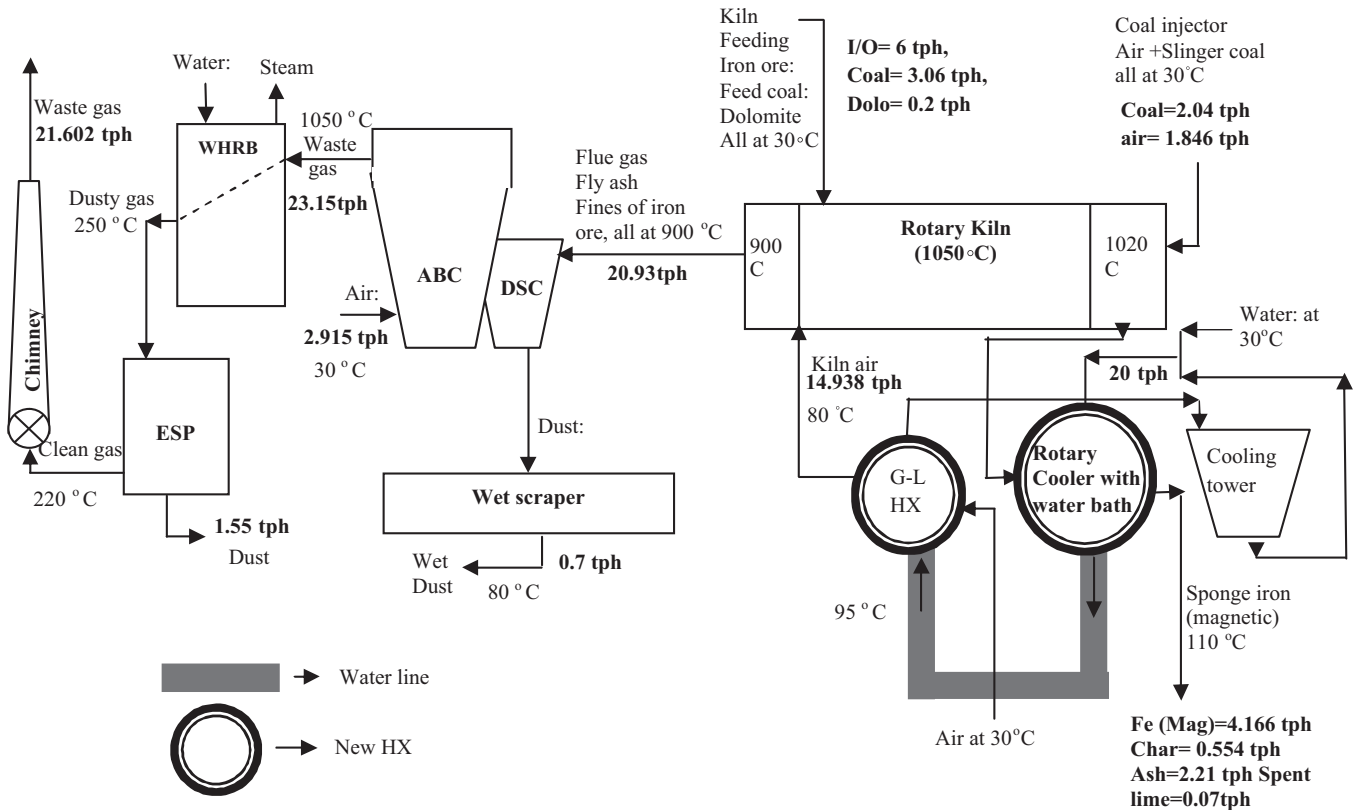 Kiln
Feeding
Iron ore:
Feed coal:
Dolomite
All at 30◦C
I/O= 6 tph,
Coal= 3.06 tph,
Dolo= 0.2 tph
Coal injector
Air +Slinger coal
all at 30°C
Coal=2.04 tph
air= 1.846 tph
Water:
Steam
Waste gas
21.602 tph
WHRB
1050 °C
Waste
gas
23.15tph
Dusty gas
250 °C
Flue gas
Fly ash
Fines of iron
ore, all at 900 °C
20.93tph
900
C
Rotary Kiln
(1050◦C)
1020
C
ABC
DSC
Air:
2.915 tph
30 °C
Chimney
ESP
Clean gas
220 °C
1.55 tph
Dust
Dust:
Wet scraper
Wet
Dust
80 °C
0.7 tph
Kiln air
14.938 tph
80 °C
Water: at
30°C
20 tph
G-L
HX
Rotary
Cooler with
water bath
Cooling
tower
95 °C
Sponge iron
(magnetic)
110 °C
Air at 30°C
Fe (Mag)=4.166 tph
Char= 0.554 tph
Ash=2.21 tph Spent
lime=0.07tph
Water line
New HX